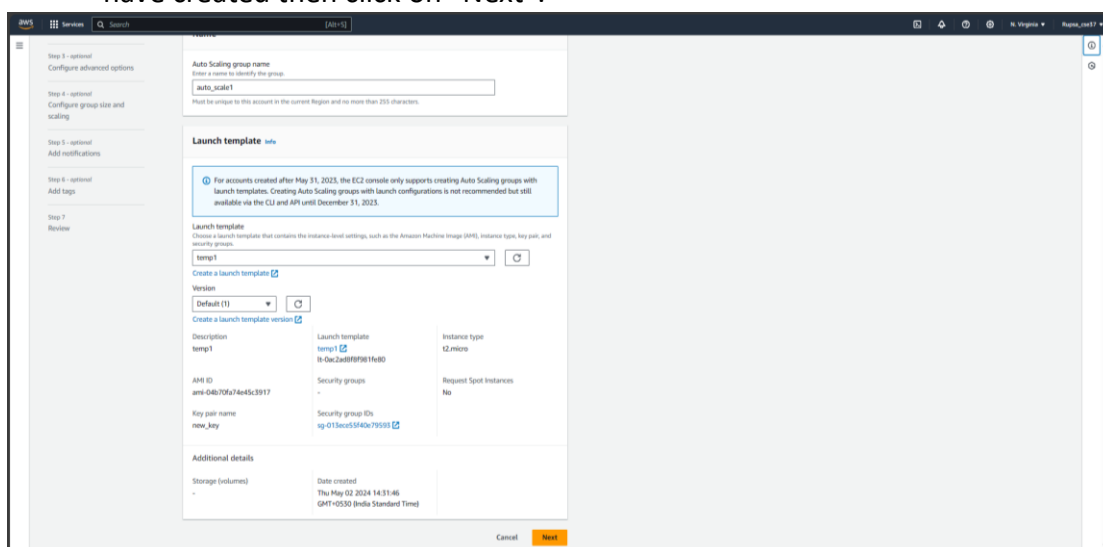 have created then click on "Next".
aws
Services
Search
[Alt+S]
N. Virginia
Rupsa_cse37
Step 3 - optional
Configure advanced options
Step 4 - optional
Configure group size and
scaling
Step 5 - optional
Add notifications
Step 6 - optional
Add tags
Step 7
Review
Auto Scaling group name
Enter a name to identify the group.
auto_scale1
Must be unique to this account in the current Region and no more than 255 characters.
Launch template Info
For accounts created after May 31, 2023, the EC2 console only supports creating Auto Scaling groups with
launch templates. Creating Auto Scaling groups with launch configurations is not recommended but still
available via the CLI and API until December 31, 2023.
Launch template
Choose a launch template that contains the instance-level settings, such as the Amazon Machine Image (AMI), instance type, key pair, and
security groups.
temp1
Create a launch template
Version
Default (1)
Create a launch template version
Description
temp1
Launch template
temp1
lt-0ac2ad8f8f981fe80
Instance type
t2.micro
AMI ID
ami-04b70fa74e45c3917
Security groups
-
Request Spot Instances
No
Key pair name
new_key
Security group IDs
sg-013ece55f40e79595
Additional details
Storage (volumes)
-
Date created
Thu May 02 2024 14:31:46
GMT+0530 (India Standard Time)
Cancel
Next